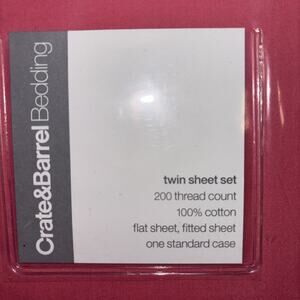 Crate&Barrel Bedding
twin sheet set
200 thread count
100% cotton
flat sheet, fitted sheet
one standard case